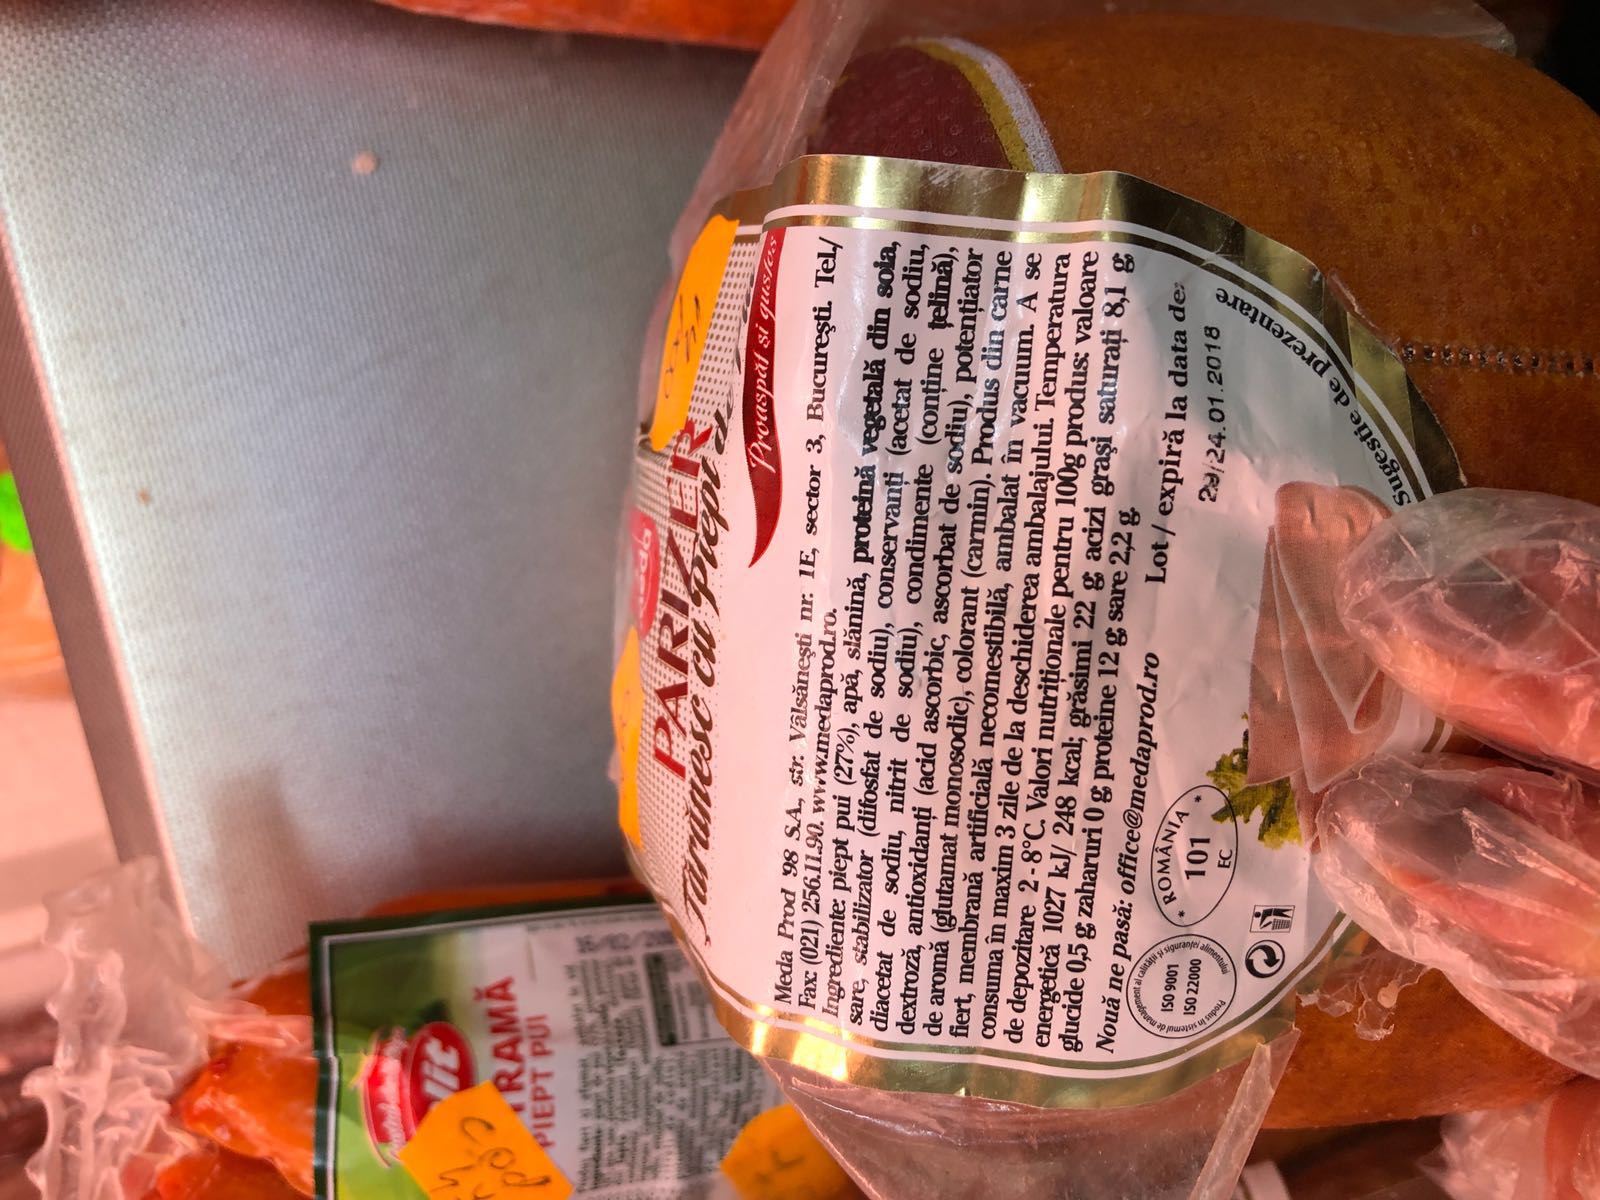 PARIZER
Țărănesc cu Piept
Proaspăt și gustos
Meda Prod 98 S.A., str. Vâlsănești nr. 1E, sector 3, București. Tel./
Fax: (021) 256.11.90. www.medaprod.ro.
Ingrediente: piept pui (27%), apă, slănină, proteină vegetală din soia,
sare, stabilizator (difosfat de sodiu), conservanți (acetat de sodiu,
diacetat de sodiu, nitrit de sodiu), condimente (conține țelină),
dextroză, antioxidanți (acid ascorbic, ascorbat de sodiu), potențiator
de aromă (glutamat monosodic), colorant (carmin). Produs din carne
fiert, membrană artificială necomestibilă, ambalat în vacuum. A se
consuma în maxim 3 zile de la deschiderea ambalajului. Temperatura
de depozitare 2 - 8°C. Valori nutriționale pentru 100g produs: valoare
energetică 1027 kJ/ 248 kcal; grăsimi 22 g acizi grași saturați 8,1 g
glucide 0,5 g zaharuri 0 g proteine 12 g sare 2,2 g.
Nouă ne pasă: office@medaprod.ro
Lot / expiră la data de:
24.01.2018
ROMÂNIA
101
EC
ISO 9001
ISO 22000
Sugestie de prezentare
PIEPT PUI